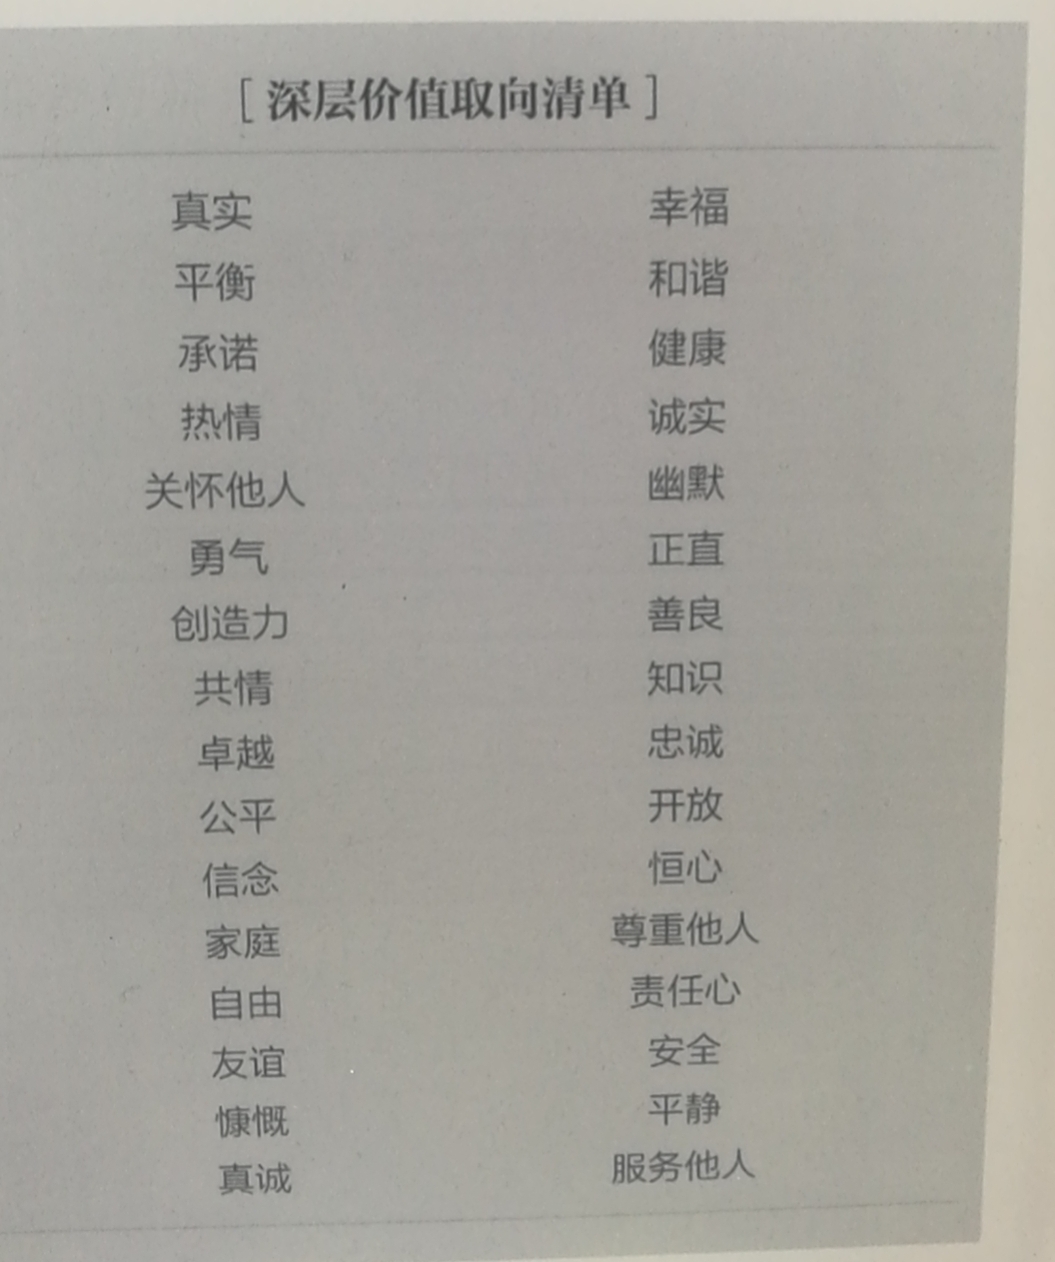 [ 深层价值取向清单 ]
真实 幸福
平衡 和谐
承诺 健康
热情 诚实
关怀他人 幽默
勇气 正直
创造力 善良
共情 知识
卓越 忠诚
公平 开放
信念 恒心
家庭 尊重他人
自由 责任心
友谊 安全
慷慨 平静
真诚 服务他人